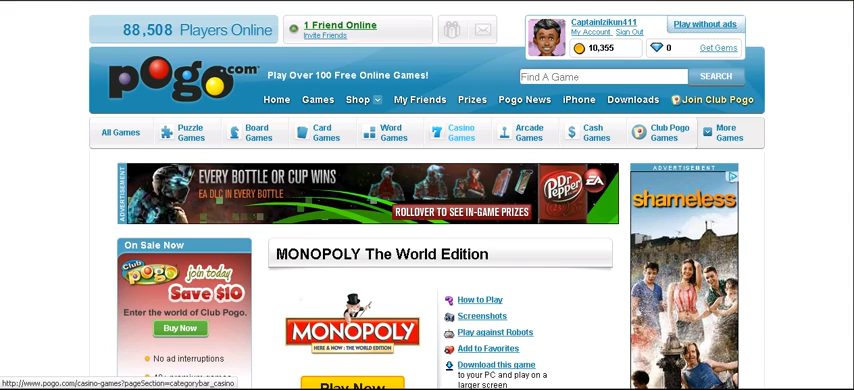 88,508 Players Online
1 Friend Online
Invite Friends
CaptainIzikun411
My Account Sign Out
Play without ads
10,355
0
Get Gems
pogo.com™
Play Over 100 Free Online Games!
Find A Game
SEARCH
Home Games Shop My Friends Prizes Pogo News iPhone Downloads Join Club Pogo
All Games
Puzzle Games
Board Games
Card Games
Word Games
Casino Games
Arcade Games
Cash Games
Club Pogo Games
More Games
ADVERTISEMENT
EVERY BOTTLE OR CUP WINS
EA DLC IN EVERY BOTTLE
ROLLOVER TO SEE IN-GAME PRIZES
Dr Pepper
EA
ADVERTISEMENT
shameless
On Sale Now
Club pogo join today
Save $10
Enter the world of Club Pogo.
Buy Now
No ad interruptions
MONOPOLY The World Edition
MONOPOLY
HERE & NOW : THE WORLD EDITION
Play Now
How to Play
Screenshots
Play against Robots
Add to Favorites
Download this game
to your PC and play on a
larger screen
http://www.pogo.com/casino-games?pageSection=categorybar_casino